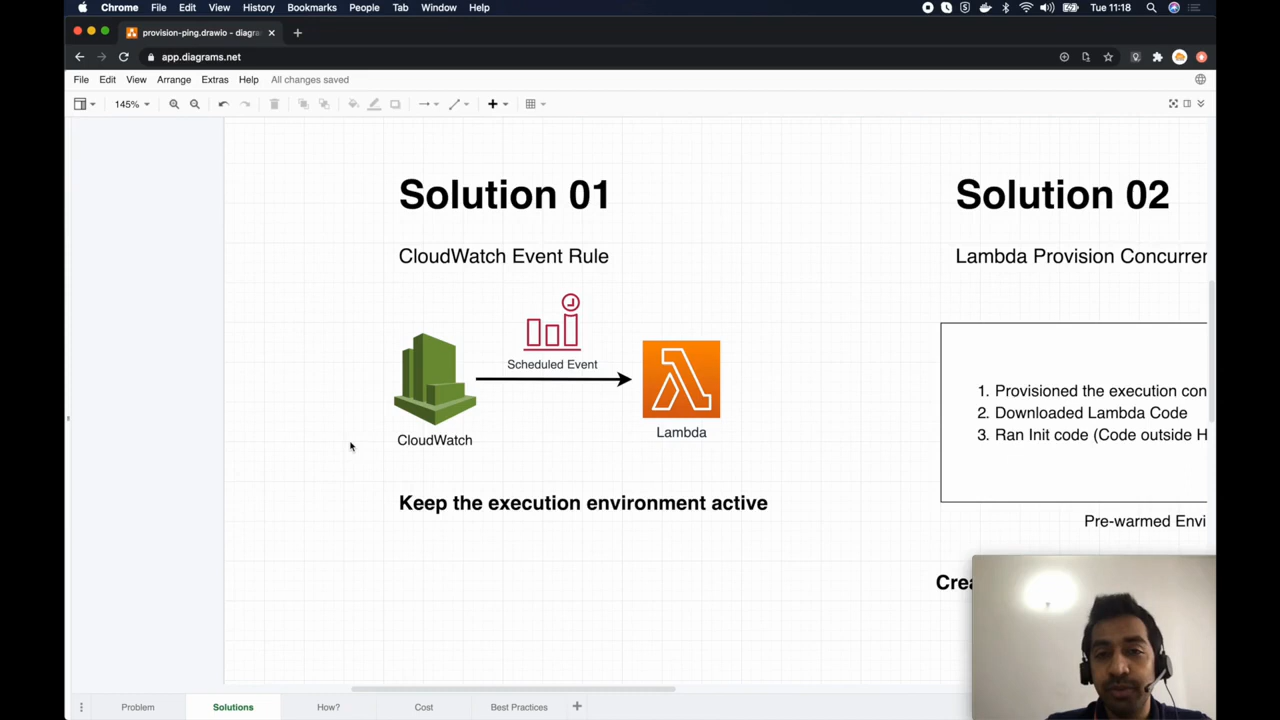 Chrome File Edit View History Bookmarks People Tab Window Help Tue 11:18
provision-ping.drawio - diagra
app.diagrams.net
File Edit View Arrange Extras Help All changes saved
145%
Solution 01
Solution 02
CloudWatch Event Rule
Lambda Provision Concurren
Scheduled Event
CloudWatch
Lambda
1. Provisioned the execution con
2. Downloaded Lambda Code
3. Ran Init code (Code outside H
Keep the execution environment active
Pre-warmed Envi
Crea
Problem Solutions How? Cost Best Practices